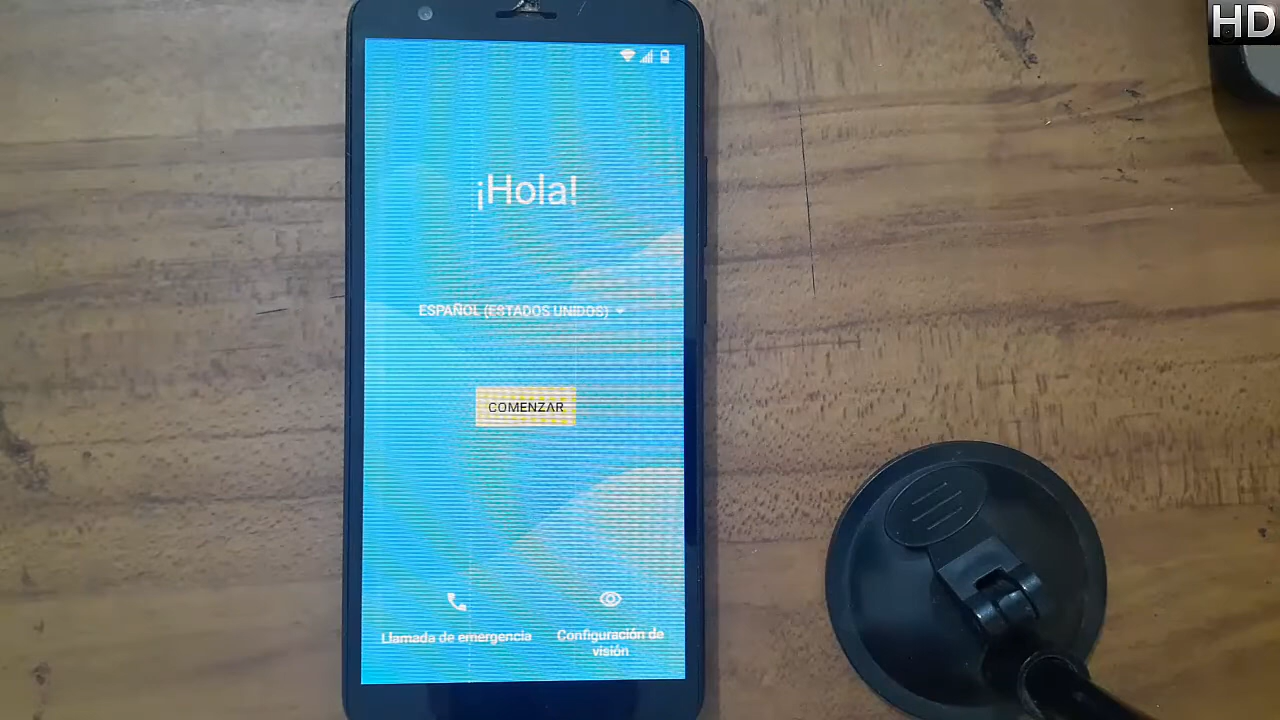 HD
¡Hola!
ESPAÑOL (ESTADOS UNIDOS)
COMENZAR
Llamada de emergencia
Configuración de
visión